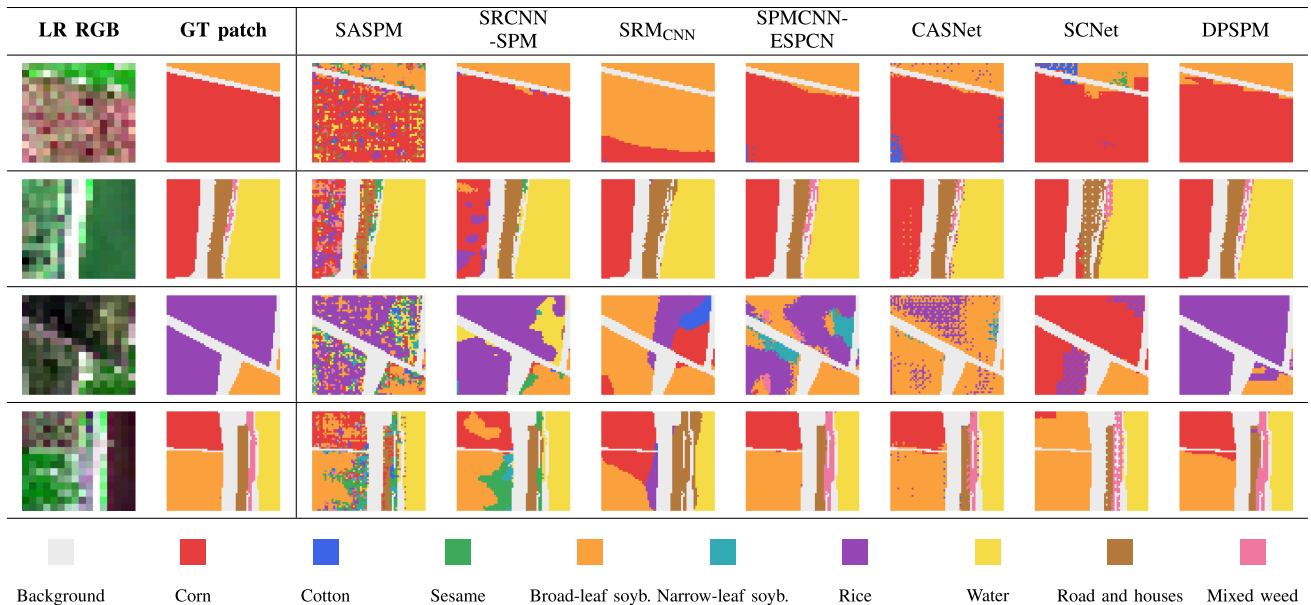 LR RGB GT patch SASPM SRCNN -SPM SRM_CNN SPMCNN- ESPCN CASNet SCNet DPSPM
Background Corn Cotton Sesame Broad-leaf soyb. Narrow-leaf soyb. Rice Water Road and houses Mixed weed